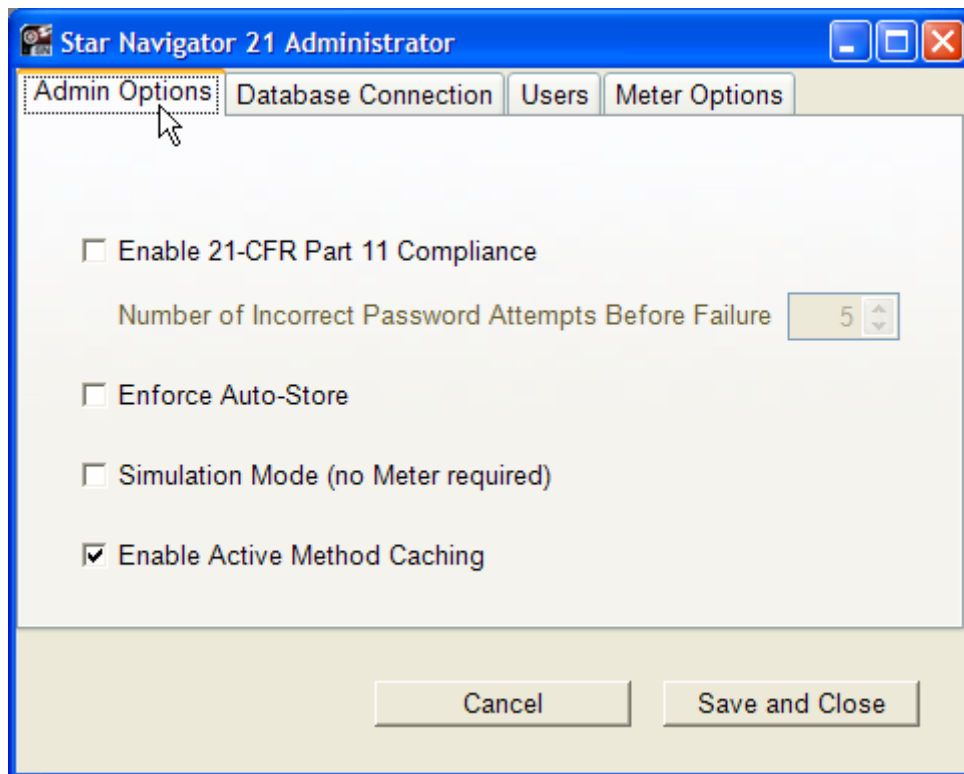 Star Navigator 21 Administrator
Admin Options Database Connection Users Meter Options
Enable 21-CFR Part 11 Compliance
Number of Incorrect Password Attempts Before Failure 5
Enforce Auto-Store
Simulation Mode (no Meter required)
Enable Active Method Caching
Cancel Save and Close